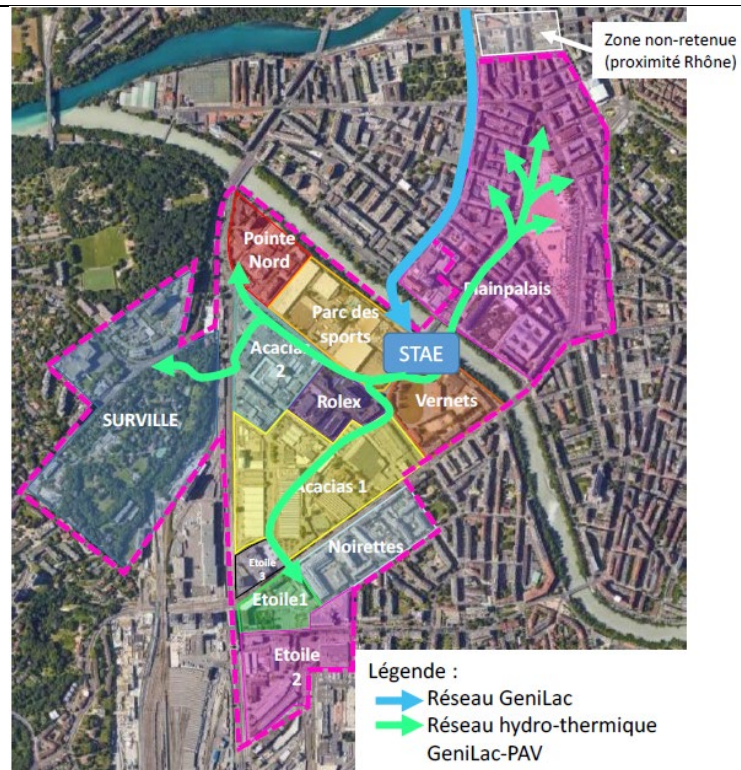 Zone non-retenue
(proximité Rhône)
Pointe
Nord
Plainpalais
Parc des
sports
STAE
Acacias
2
Rolex
Vernets
SURVILLE
Acacias 1
Noirettes
Etoile
3
Etoile1
Etoile
2
Légende :
Réseau GeniLac
Réseau hydro-thermique
GeniLac-PAV